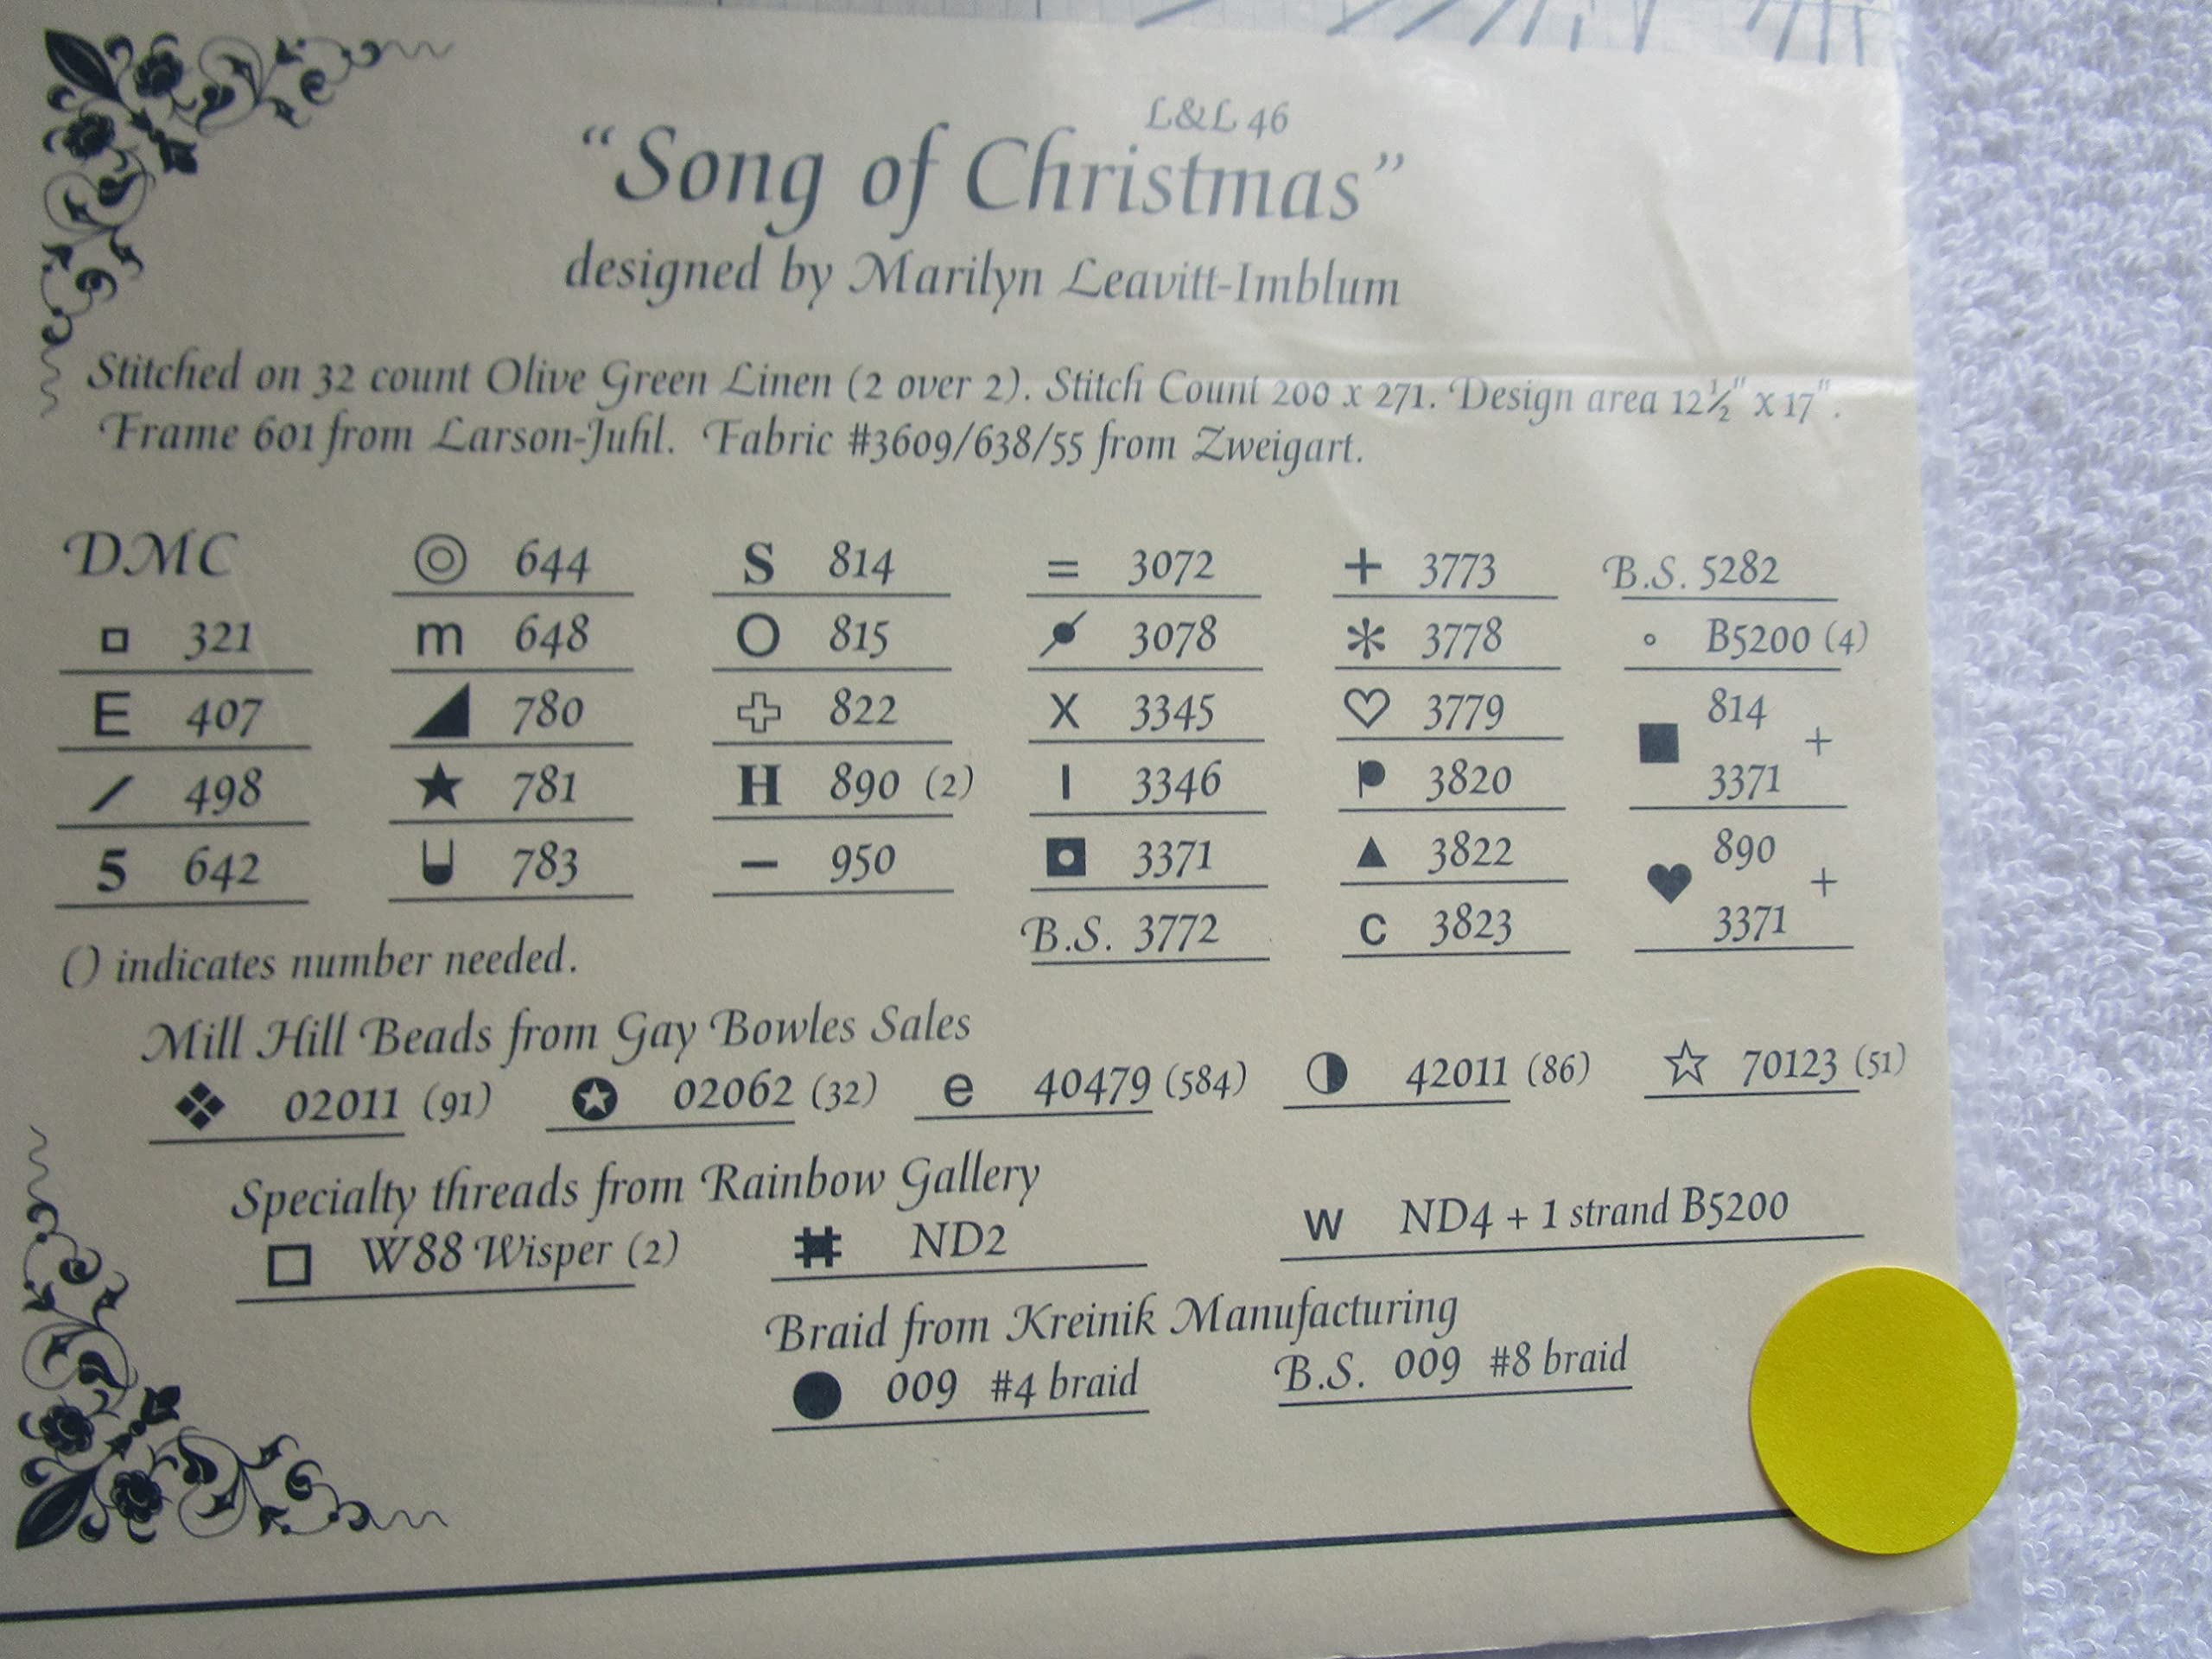 L&L 46
“Song of Christmas”
designed by Marilyn Leavitt-Imblum
Stitched on 32 count Olive Green Linen (2 over 2). Stitch Count 200 x 271. Design area 12½" x 17".
Frame 601 from Larson-Juhl. Fabric #3609/638/55 from Zweigart.
DMC
321
E 407
/ 498
5 642
644
m 648
780
★ 781
783
S 814
O 815
822
H 890 (2)
– 950
= 3072
3078
X 3345
I 3346
3371
B.S. 3772
+ 3773
* 3778
♡ 3779
3820
▲ 3822
C 3823
B.S. 5282
B5200 (4)
■ 814 +
3371
♥ 890 +
3371
() indicates number needed.
Mill Hill Beads from Gay Bowles Sales
02011 (91) 02062 (32) e 40479 (584) 42011 (86) ☆ 70123 (51)
Specialty threads from Rainbow Gallery
W88 Wisper (2) # ND2 w ND4 + 1 strand B5200
Braid from Kreinik Manufacturing
● 009 #4 braid B.S. 009 #8 braid